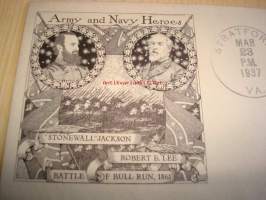 Army and Navy Heroes
STRATFORD
MAR
23
P.M.
1937
VA.
"STONEWALL" JACKSON
ROBERT E. LEE
BATTLE OF BULL RUN, 1861